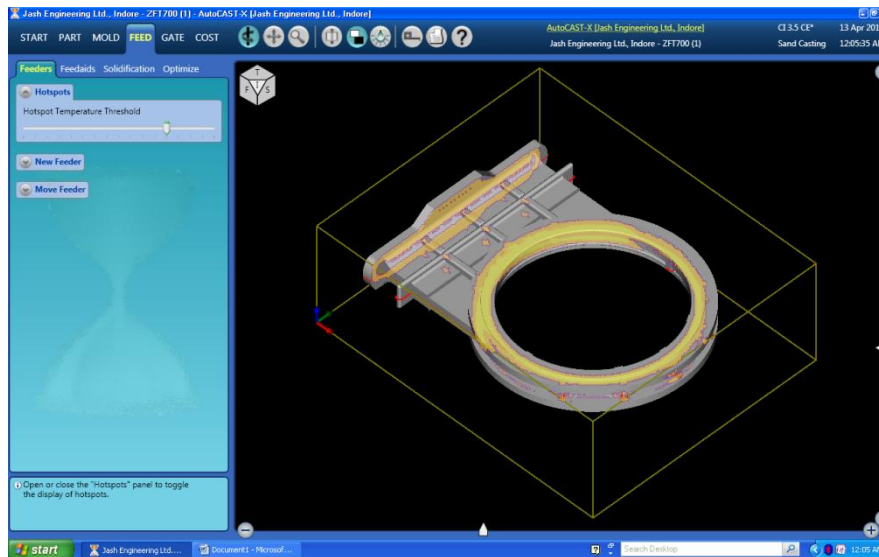 Jash Engineering Ltd., Indore - ZFT700 (1) - AutoCAST-X [Jash Engineering Ltd., Indore]
START PART MOLD FEED GATE COST
?
AutoCAST-X [Jash Engineering Ltd., Indore]
Jash Engineering Ltd., Indore - ZFT700 (1)
CI 3.5 CE*
Sand Casting
13 Apr 201
12:05:35 A
Feeders Feedaids Solidification Optimize
Hotspots
Hotspot Temperature Threshold
New Feeder
Move Feeder
T
F S
Open or close the "Hotspots" panel to toggle
the display of hotspots.
start
Jash Engineering Ltd....
Document1 - Microsof...
Search Desktop
12:05 A